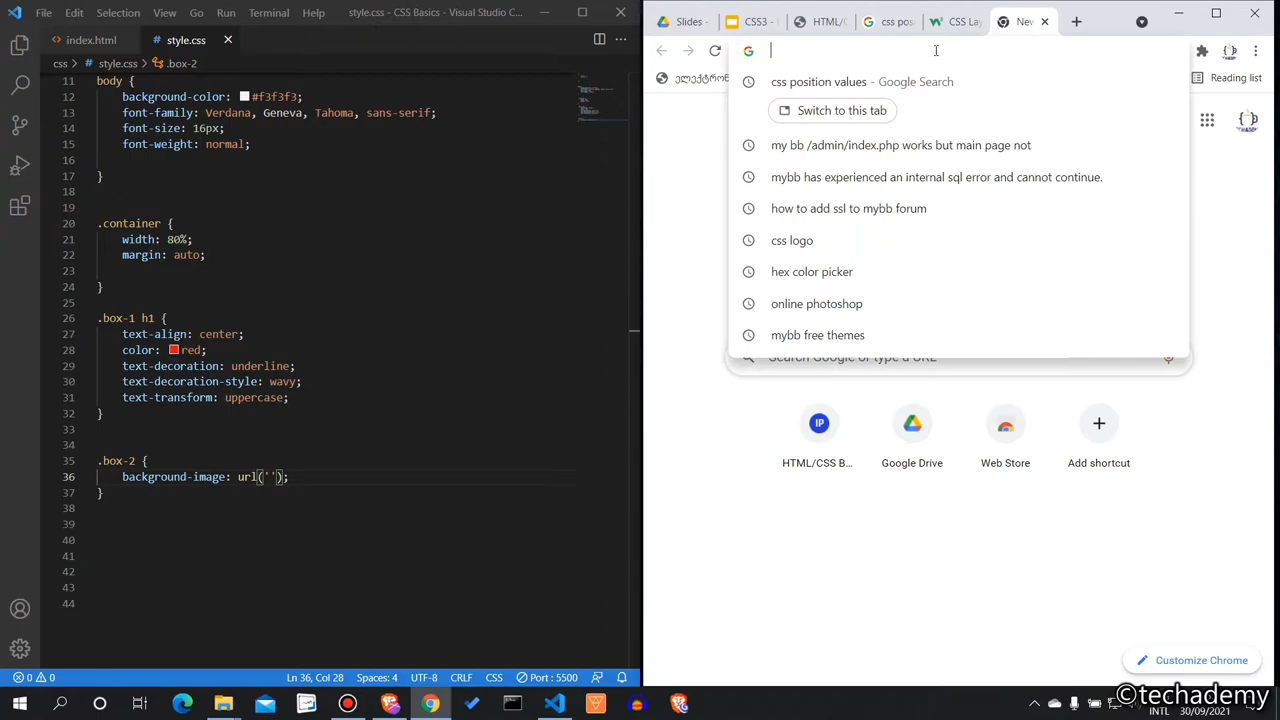 File Edit Selection View Go Run Terminal Help style.css - CSS Basics - Visual Studio C...
index.html
style.css
css > style.css > .box-2
11 body {
12 background-color: #f3f3f3;
13 font-family: Verdana, Geneva, Tahoma, sans-serif;
14 font-size: 16px;
15 font-weight: normal;
16
17 }
18
19
20 .container {
21 width: 80%;
22 margin: auto;
23
24 }
25
26 .box-1 h1 {
27 text-align: center;
28 color: red;
29 text-decoration: underline;
30 text-decoration-style: wavy;
31 text-transform: uppercase;
32 }
33
34
35 .box-2 {
36 background-image: url('');
37 }
38
39
40
41
42
43
44
0 0 Ln 36, Col 28 Spaces: 4 UTF-8 CRLF CSS Port : 5500
Slides - CSS3 - HTML/C css pos CSS Lay New
css position values - Google Search
Switch to this tab
my bb /admin/index.php works but main page not
mybb has experienced an internal sql error and cannot continue.
how to add ssl to mybb forum
css logo
hex color picker
online photoshop
mybb free themes
ელექტრონ
Reading list
Search Google or type a URL
IP
HTML/CSS B...
Google Drive
Web Store
Add shortcut
Customize Chrome
©techademy
INTL 30/09/2021